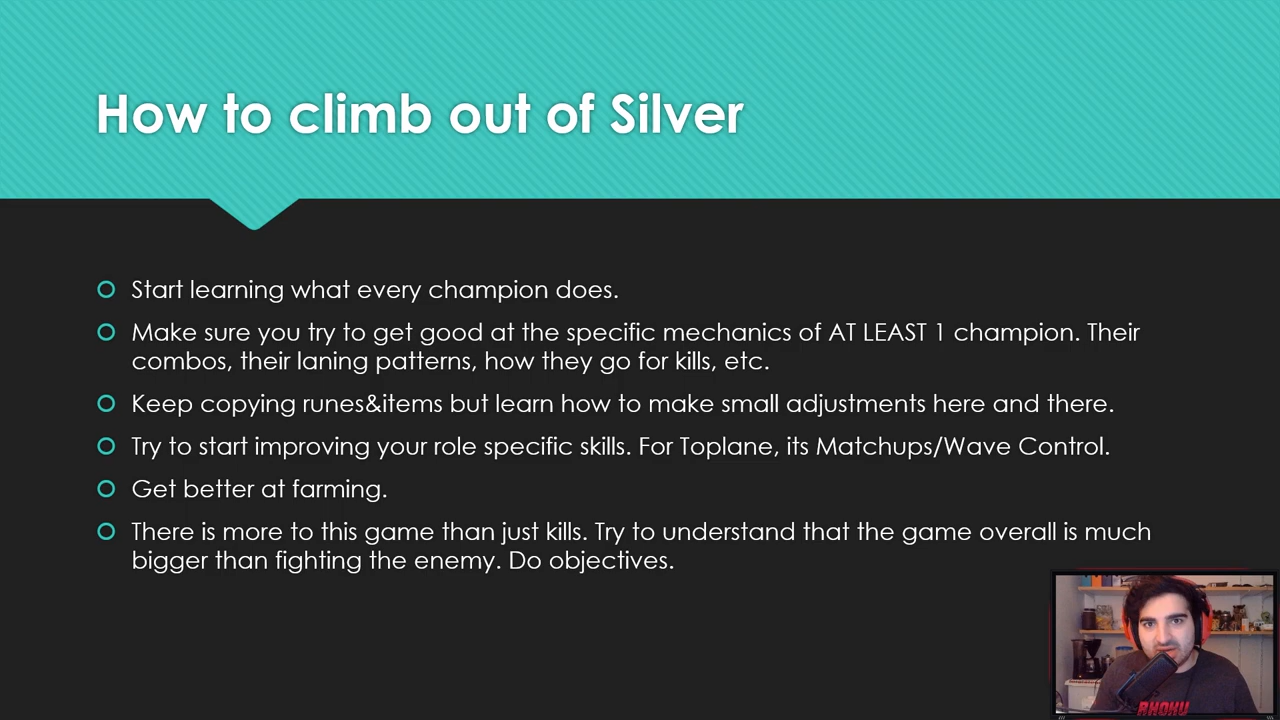 How to climb out of Silver
Start learning what every champion does.
Make sure you try to get good at the specific mechanics of AT LEAST 1 champion. Their
combos, their laning patterns, how they go for kills, etc.
Keep copying runes&items but learn how to make small adjustments here and there.
Try to start improving your role specific skills. For Toplane, its Matchups/Wave Control.
Get better at farming.
There is more to this game than just kills. Try to understand that the game overall is much
bigger than fighting the enemy. Do objectives.
RHOKU